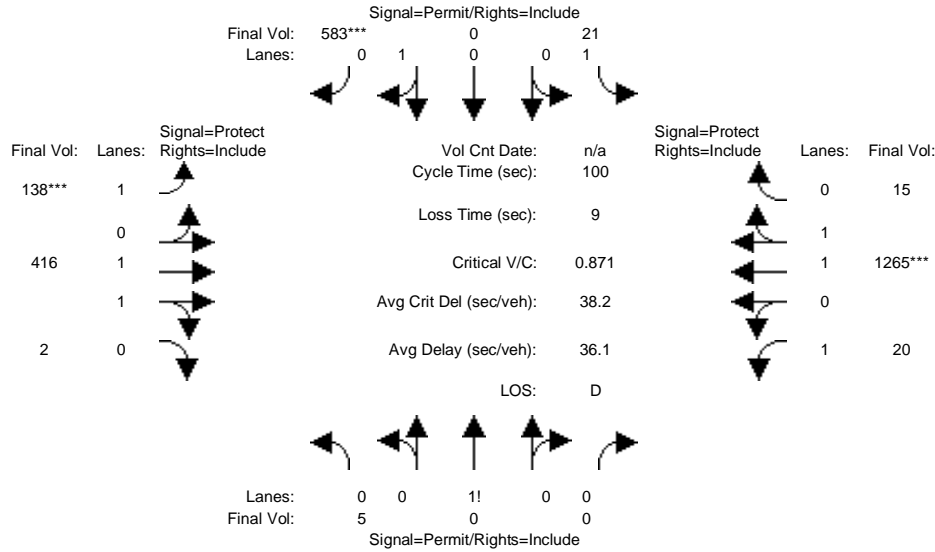 Signal=Permit/Rights=Include
Final Vol: 583*** 0 21
Lanes: 0 1 0 0 1
Signal=Protect
Final Vol: Lanes: Rights=Include
Vol Cnt Date: n/a
Signal=Protect
Rights=Include Lanes: Final Vol:
Cycle Time (sec): 100
138*** 1
0 15
Loss Time (sec): 9
0
1
416 1
Critical V/C: 0.871
1 1265***
1
Avg Crit Del (sec/veh): 38.2
0
2 0
Avg Delay (sec/veh): 36.1
1 20
LOS: D
Lanes: 0 0 1! 0 0
Final Vol: 5 0 0
Signal=Permit/Rights=Include